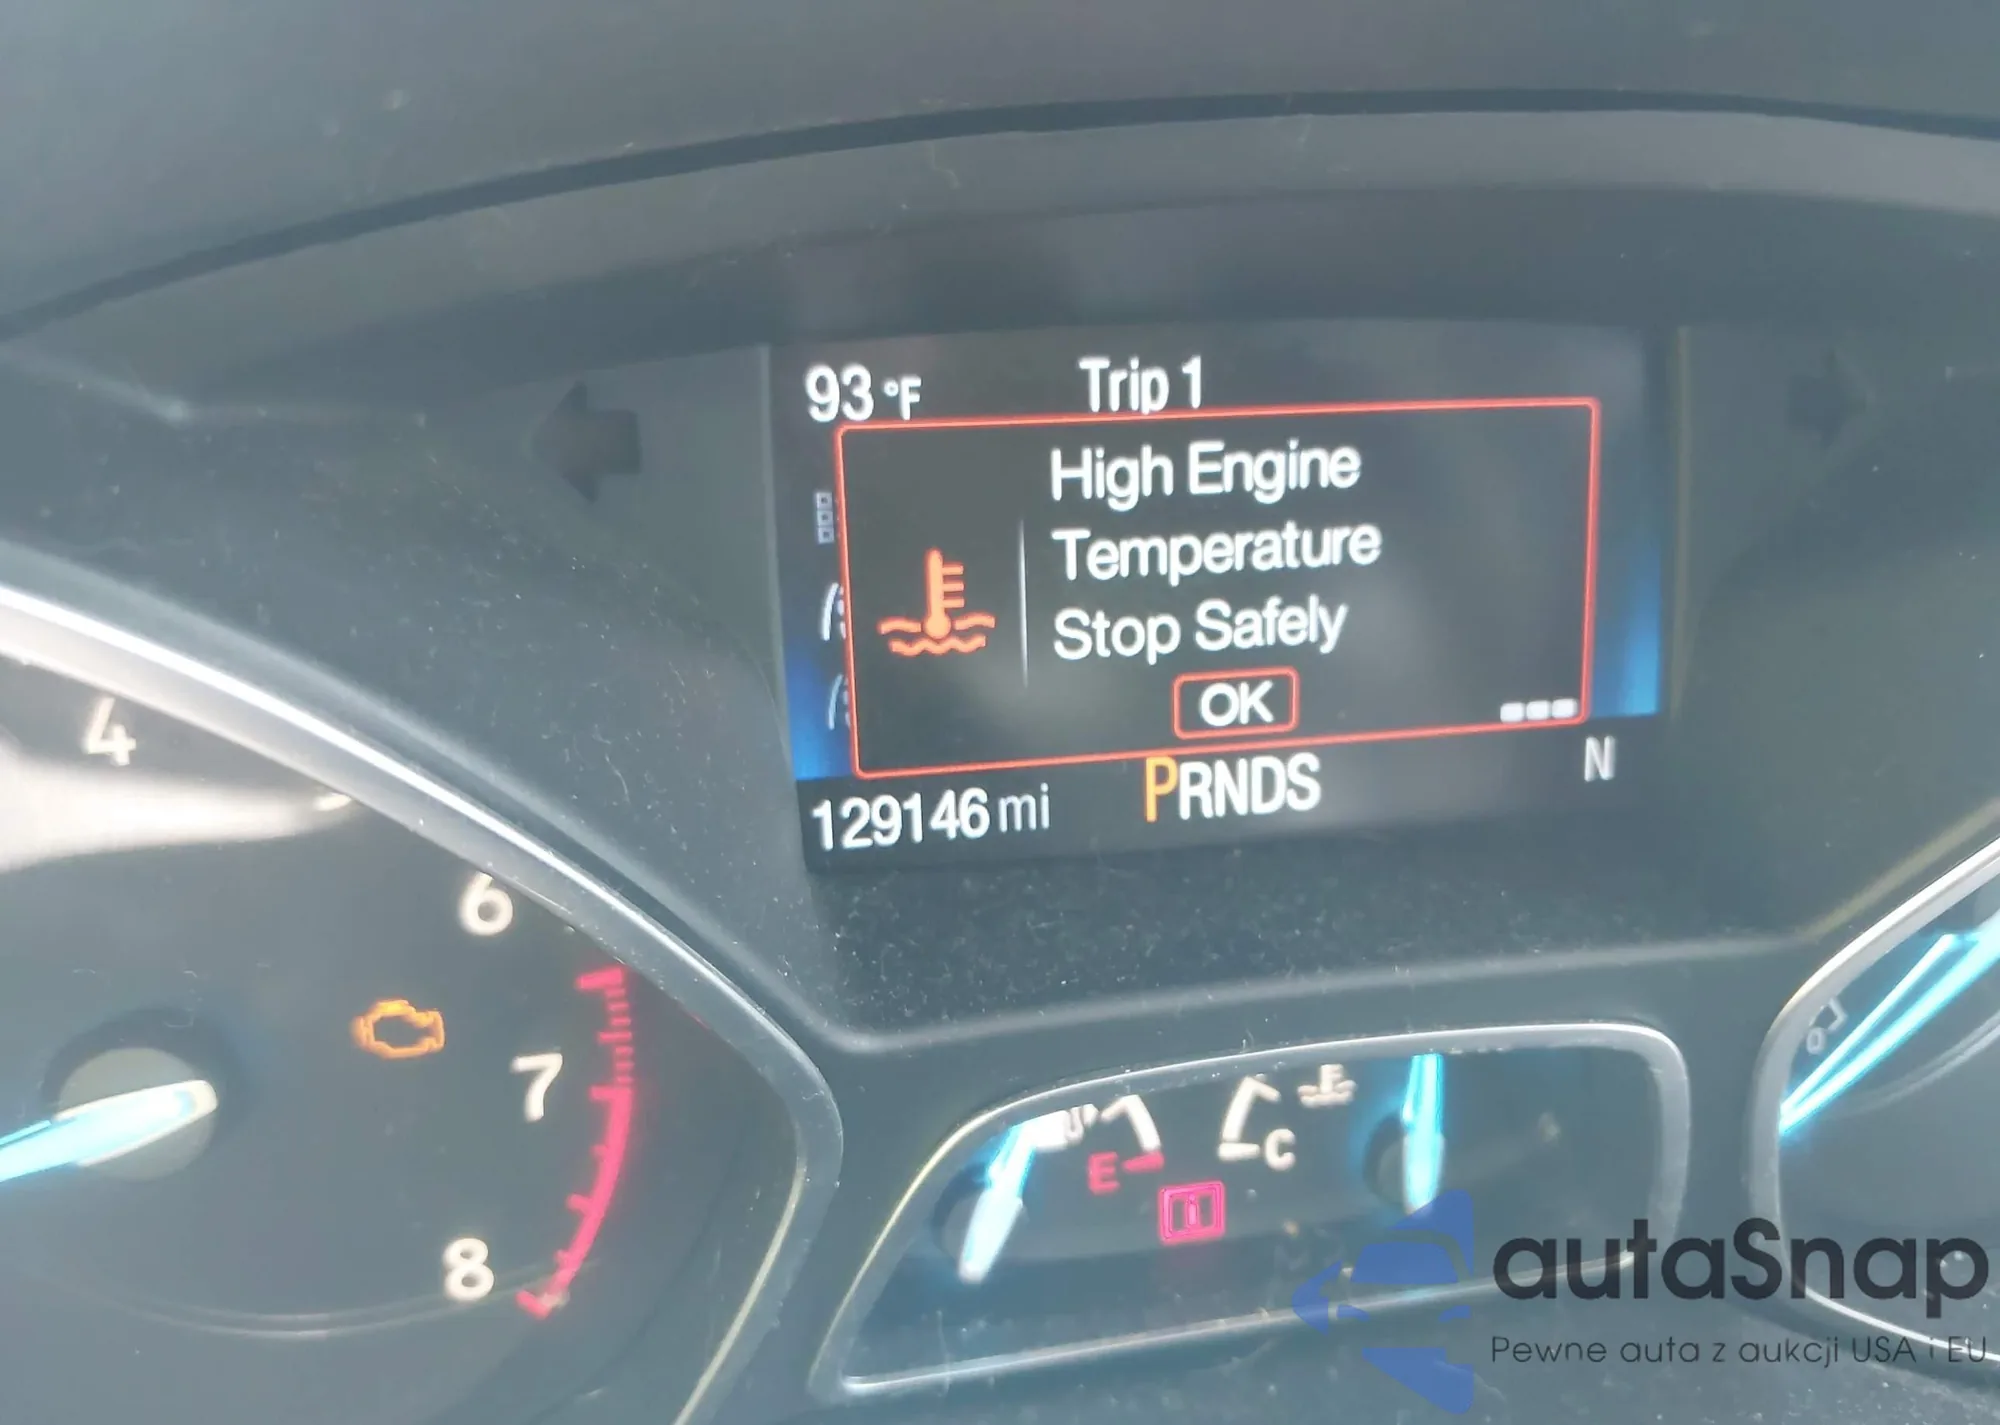 93 °F Trip 1
High Engine
Temperature
Stop Safely
OK
129146 mi PRNDS N
4
6
7
8
E
C
autaSnap
Pewne auta z aukcji USA i EU